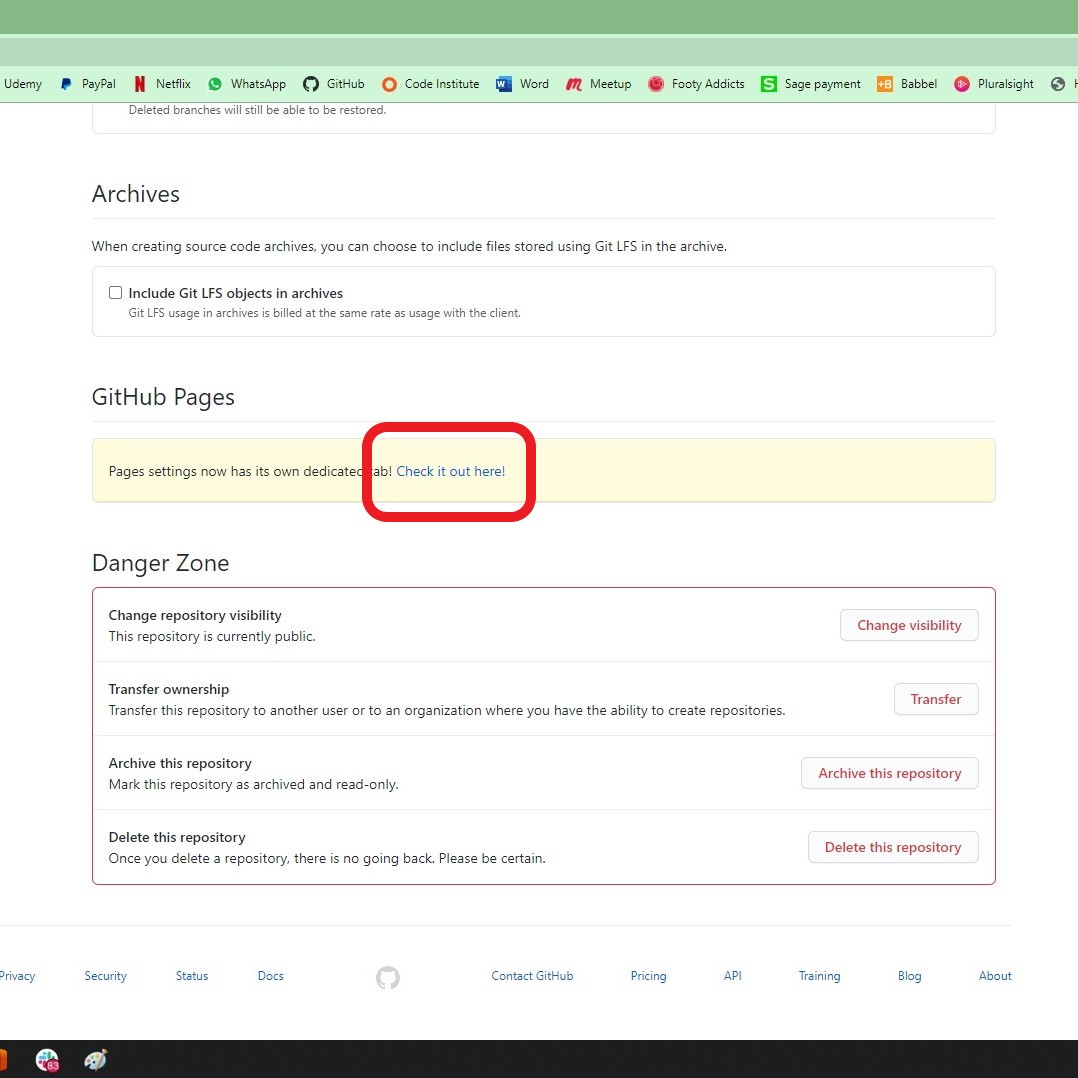 Udemy PayPal Netflix WhatsApp GitHub Code Institute Word Meetup Footy Addicts Sage payment Babbel Pluralsight
Deleted branches will still be able to be restored.
Archives
When creating source code archives, you can choose to include files stored using Git LFS in the archive.
Include Git LFS objects in archives
Git LFS usage in archives is billed at the same rate as usage with the client.
GitHub Pages
Pages settings now has its own dedicated tab! Check it out here!
Danger Zone
Change repository visibility
This repository is currently public.
Change visibility
Transfer ownership
Transfer this repository to another user or to an organization where you have the ability to create repositories.
Transfer
Archive this repository
Mark this repository as archived and read-only.
Archive this repository
Delete this repository
Once you delete a repository, there is no going back. Please be certain.
Delete this repository
Privacy Security Status Docs Contact GitHub Pricing API Training Blog About
83